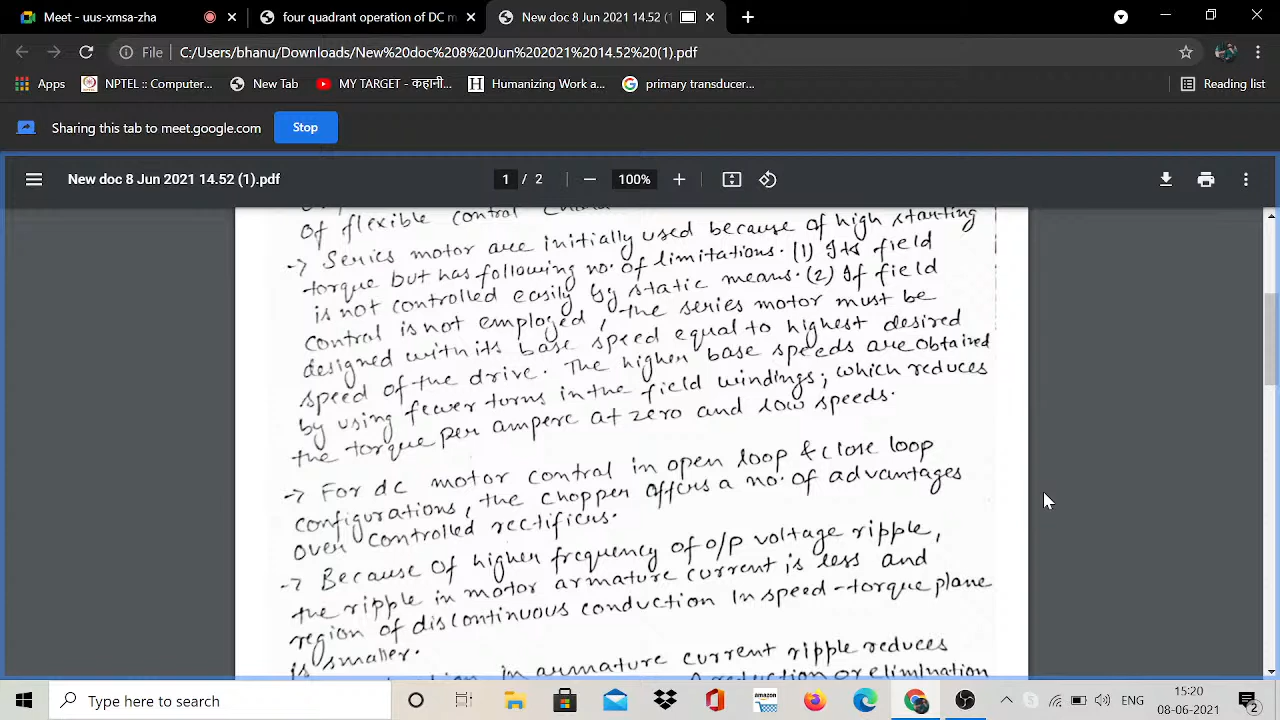 Meet - uus-xmsa-zha
four quadrant operation of DC m
New doc 8 Jun 2021 14.52 (1
File
C:/Users/bhanu/Downloads/New%20doc%208%20Jun%202021%2014.52%20(1).pdf
Apps
NPTEL :: Computer...
New Tab
MY TARGET -
Humanizing Work a...
primary transducer...
Reading list
Sharing this tab to meet.google.com
Stop
New doc 8 Jun 2021 14.52 (1).pdf
1 / 2
100%
of flexible control
-> Series motor are initially used because of high starting
torque but has following no. of limitations. (1) Its field
is not controlled easily by static means. (2) If field
control is not employed, the series motor must be
designed with its base speed equal to highest desired
speed of the drive. The higher base speeds are obtained
by using fewer turns in the field windings; which reduces
the torque per ampere at zero and low speeds.
-> For dc motor control in open loop & close loop
configurations, the chopper offers a no. of advantages
over controlled rectifiers.
-> Because of higher frequency of o/p voltage ripple,
the ripple in motor armature current is less and
region of discontinuous conduction in speed-torque plane
is smaller.
in armature current ripple reduces
reduction or elimination
Type here to search
amazon
ENG
15:20
08-06-2021
2